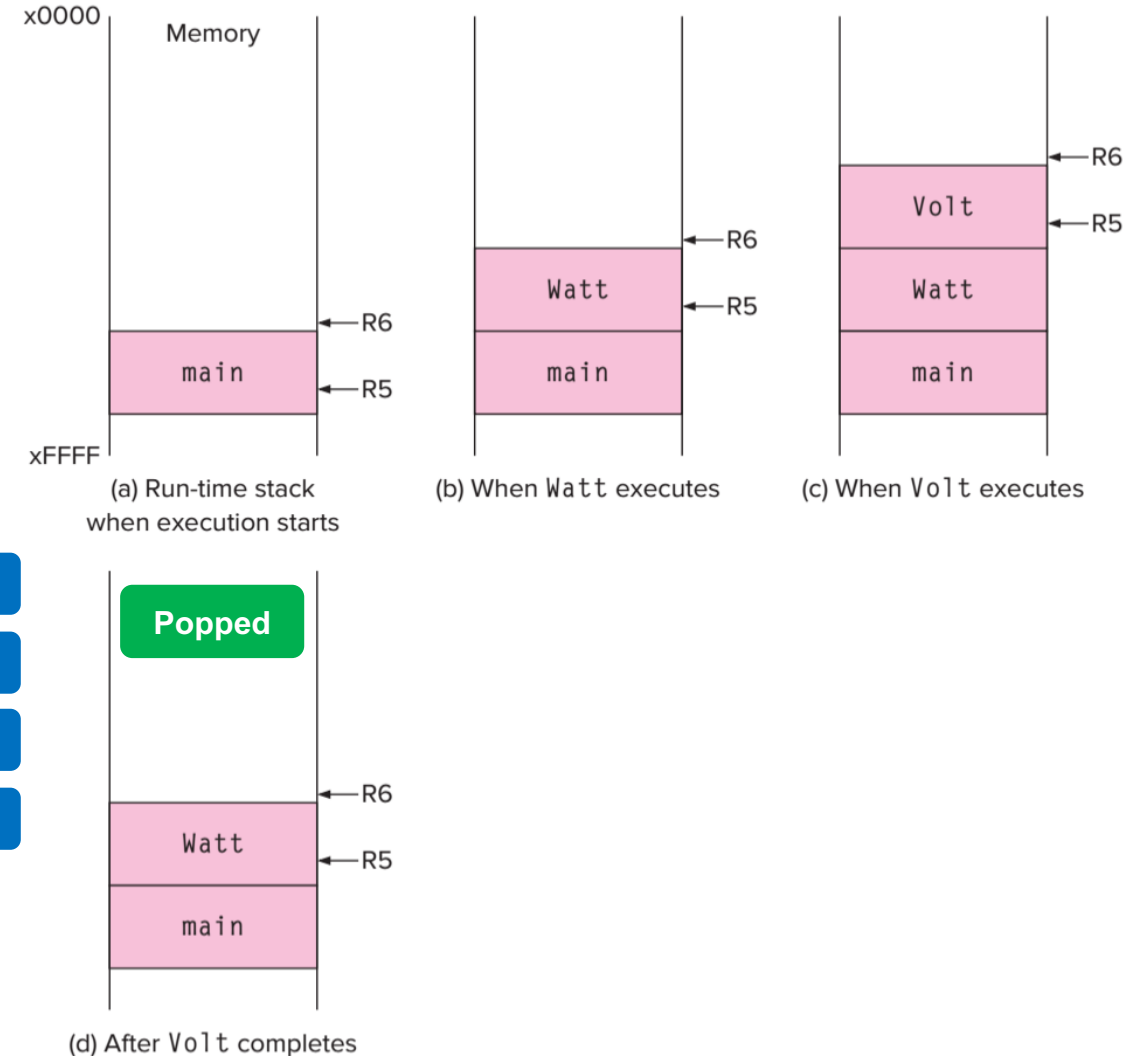 x0000
Memory
R6
Volt
R5
R6
Watt
Watt
R5
R6
main
main
main
R5
xFFFF
(a) Run-time stack
when execution starts
(b) When Watt executes
(c) When Volt executes
Popped
R6
Watt
R5
main
(d) After Volt completes